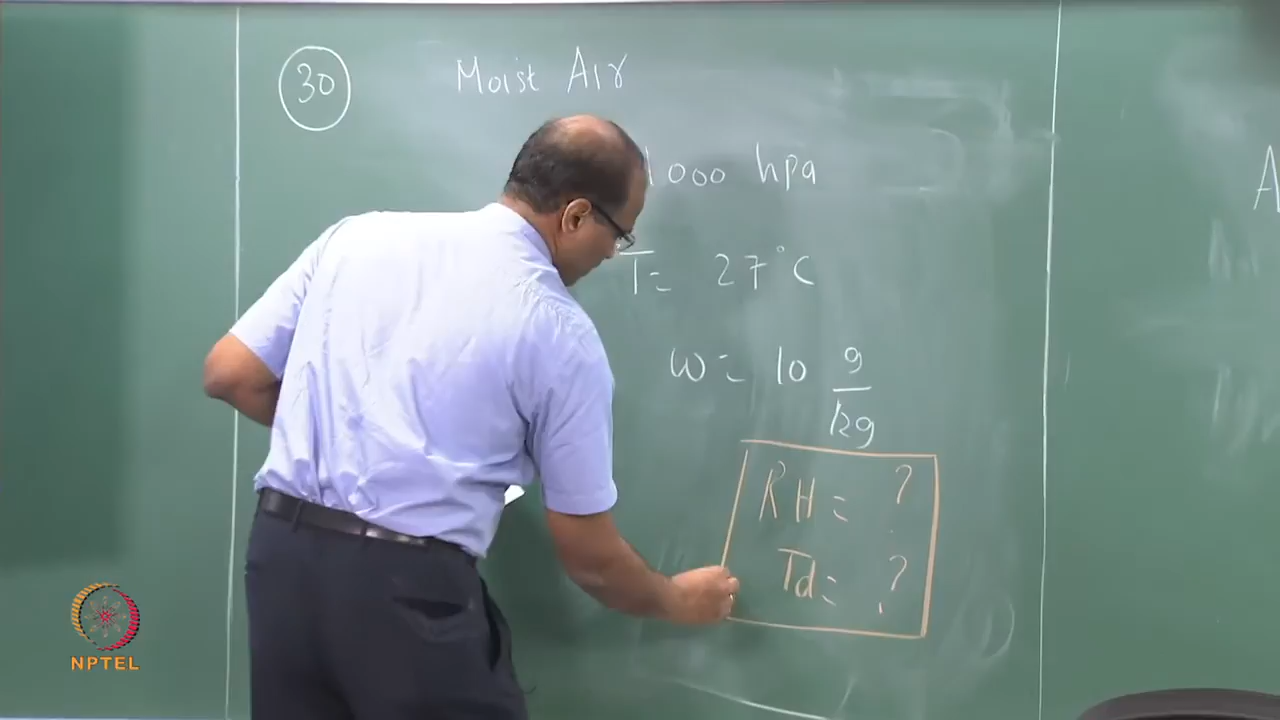 30
Moist Air
1000 hpa
T= 27°C
w= 10 g/kg
RH= ?
Td= ?
A
NPTEL